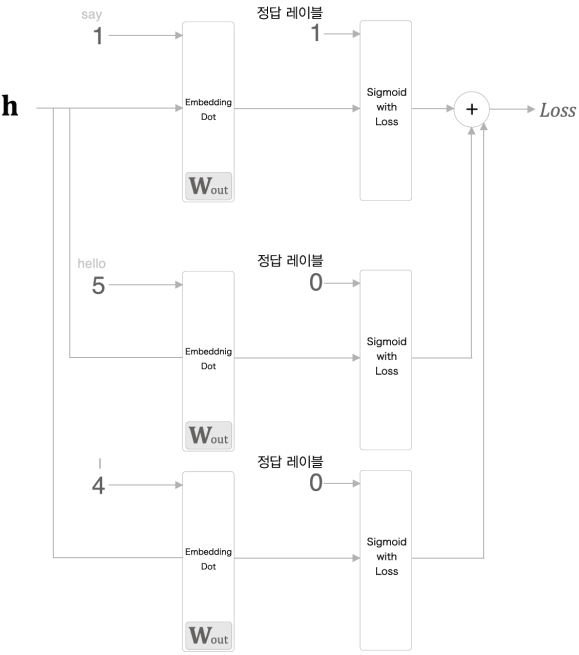 say
1
정답 레이블
1
h
Embedding
Dot
Sigmoid
with
Loss
+
Loss
Wout
hello
5
정답 레이블
0
Embeddnig
Dot
Sigmoid
with
Loss
Wout
I
4
정답 레이블
0
Embedding
Dot
Sigmoid
with
Loss
Wout